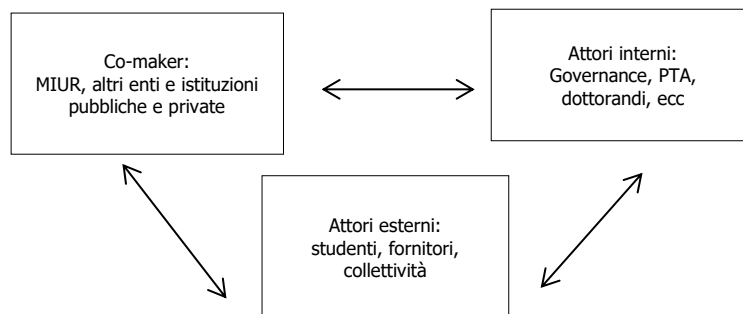 Co-maker:
MIUR, altri enti e istituzioni
pubbliche e private
Attori interni:
Governance, PTA,
dottorandi, ecc
Attori esterni:
studenti, fornitori,
collettività